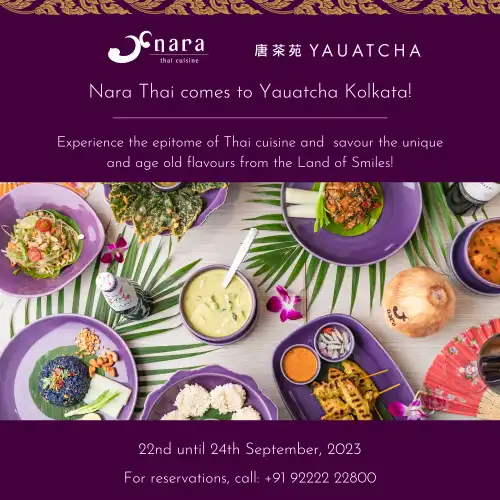 nara
thai cuisine
唐茶苑 YAUATCHA
Nara Thai comes to Yauatcha Kolkata!
Experience the epitome of Thai cuisine and savour the unique
and age old flavours from the Land of Smiles!
nara
22nd until 24th September, 2023
For reservations, call: +91 92222 22800